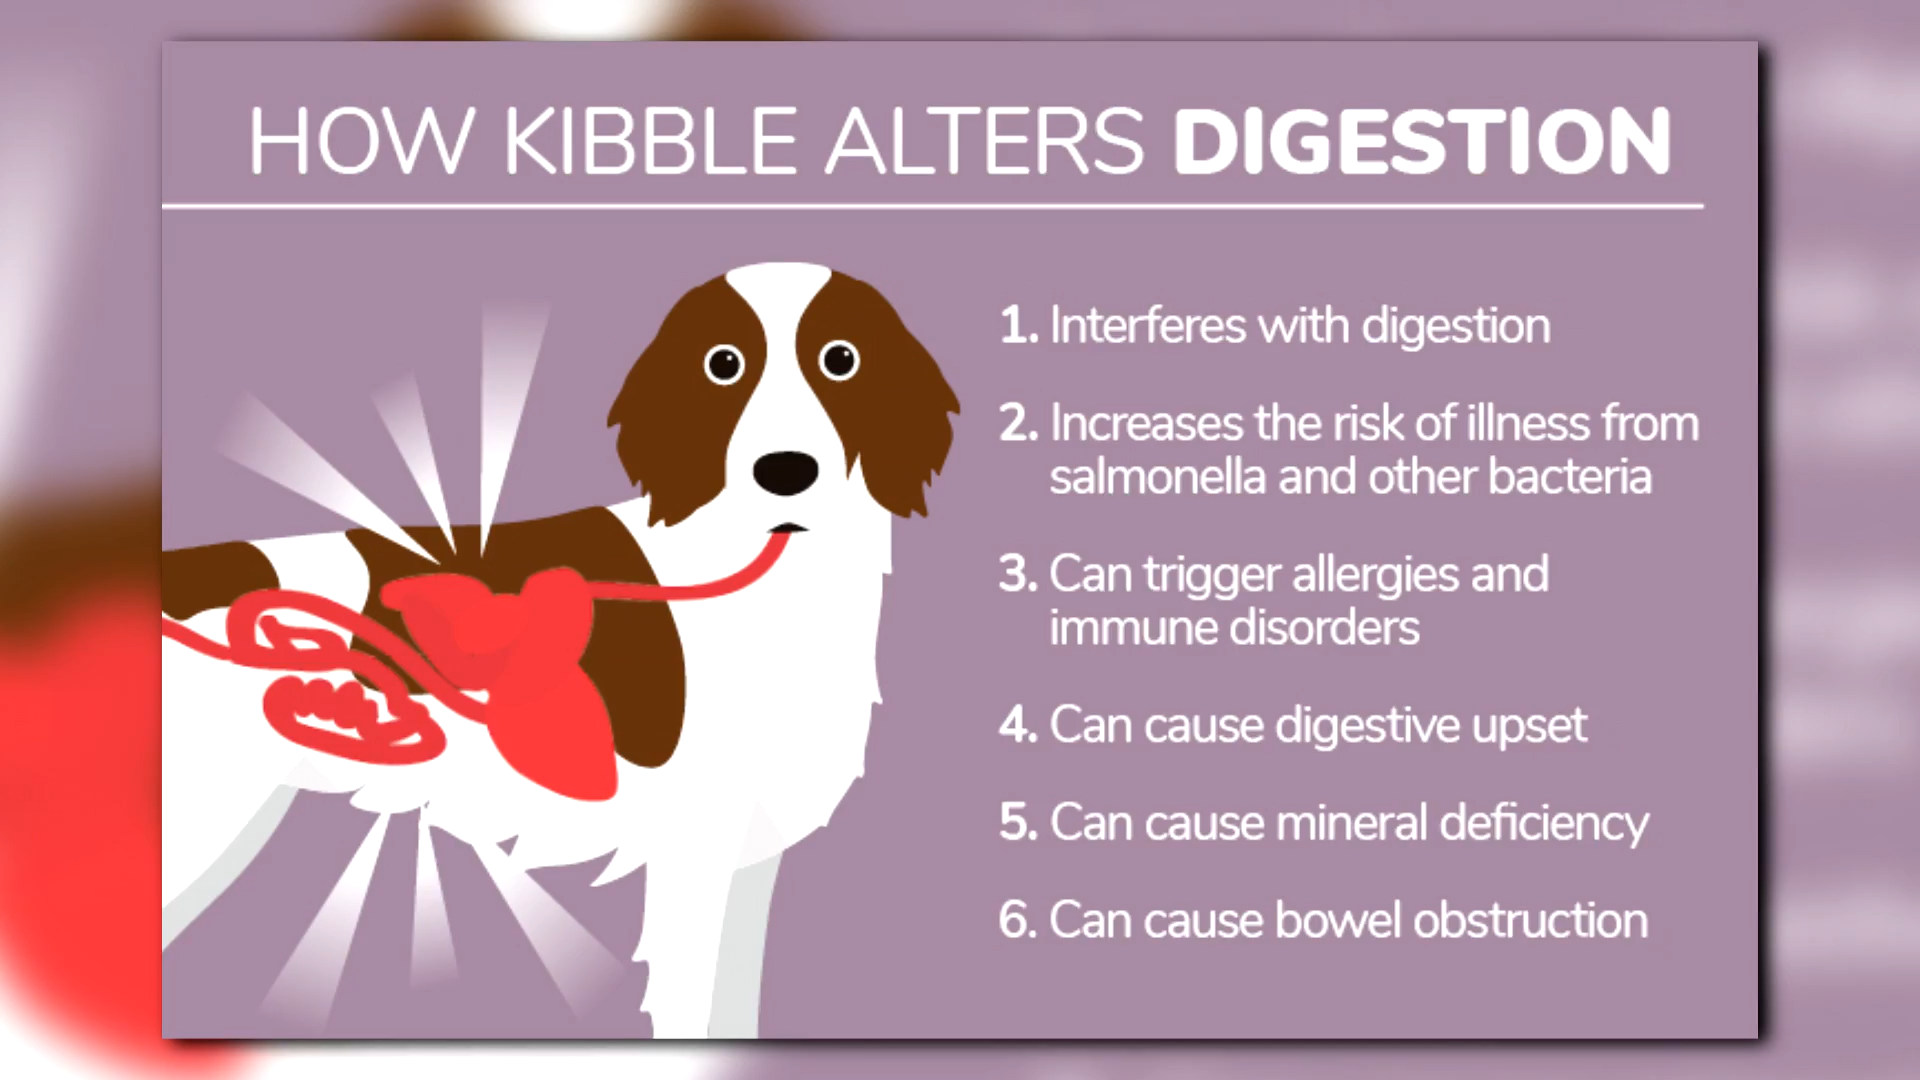 HOW KIBBLE ALTERS DIGESTION
1. Interferes with digestion
2. Increases the risk of illness from
salmonella and other bacteria
3. Can trigger allergies and
immune disorders
4. Can cause digestive upset
5. Can cause mineral deficiency
6. Can cause bowel obstruction